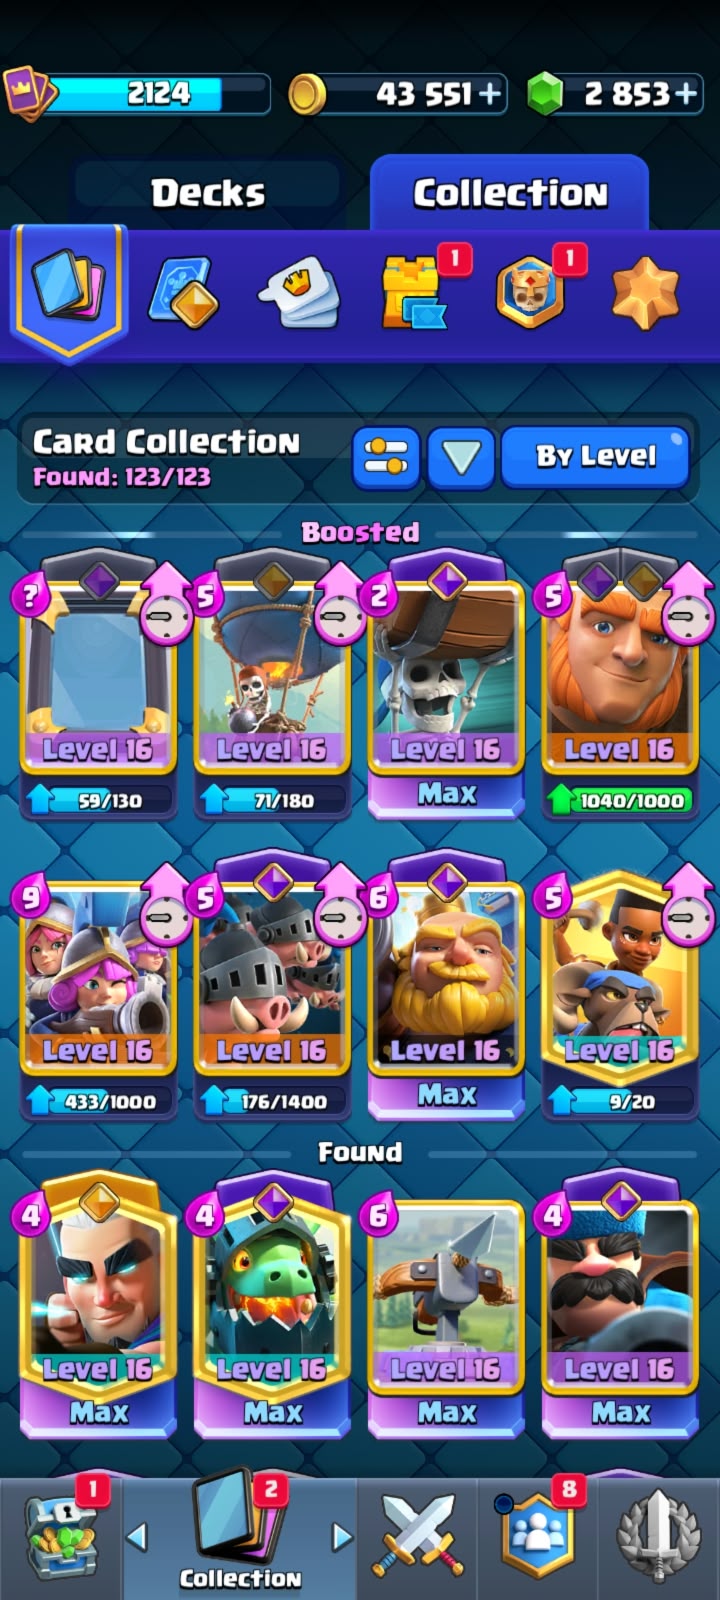 2124
43 551 +
2 853 +
Decks
Collection
1
1
Card Collection
Found: 123/123
By Level
Boosted
? 5 2 5
Level 16 Level 16 Level 16 Level 16
59/130 71/180 Max 1040/1000
9 5 6 5
Level 16 Level 16 Level 16 Level 16
433/1000 176/1400 Max 9/20
Found
4 4 6 4
Level 16 Level 16 Level 16 Level 16
Max Max Max Max
1 2 8
Collection